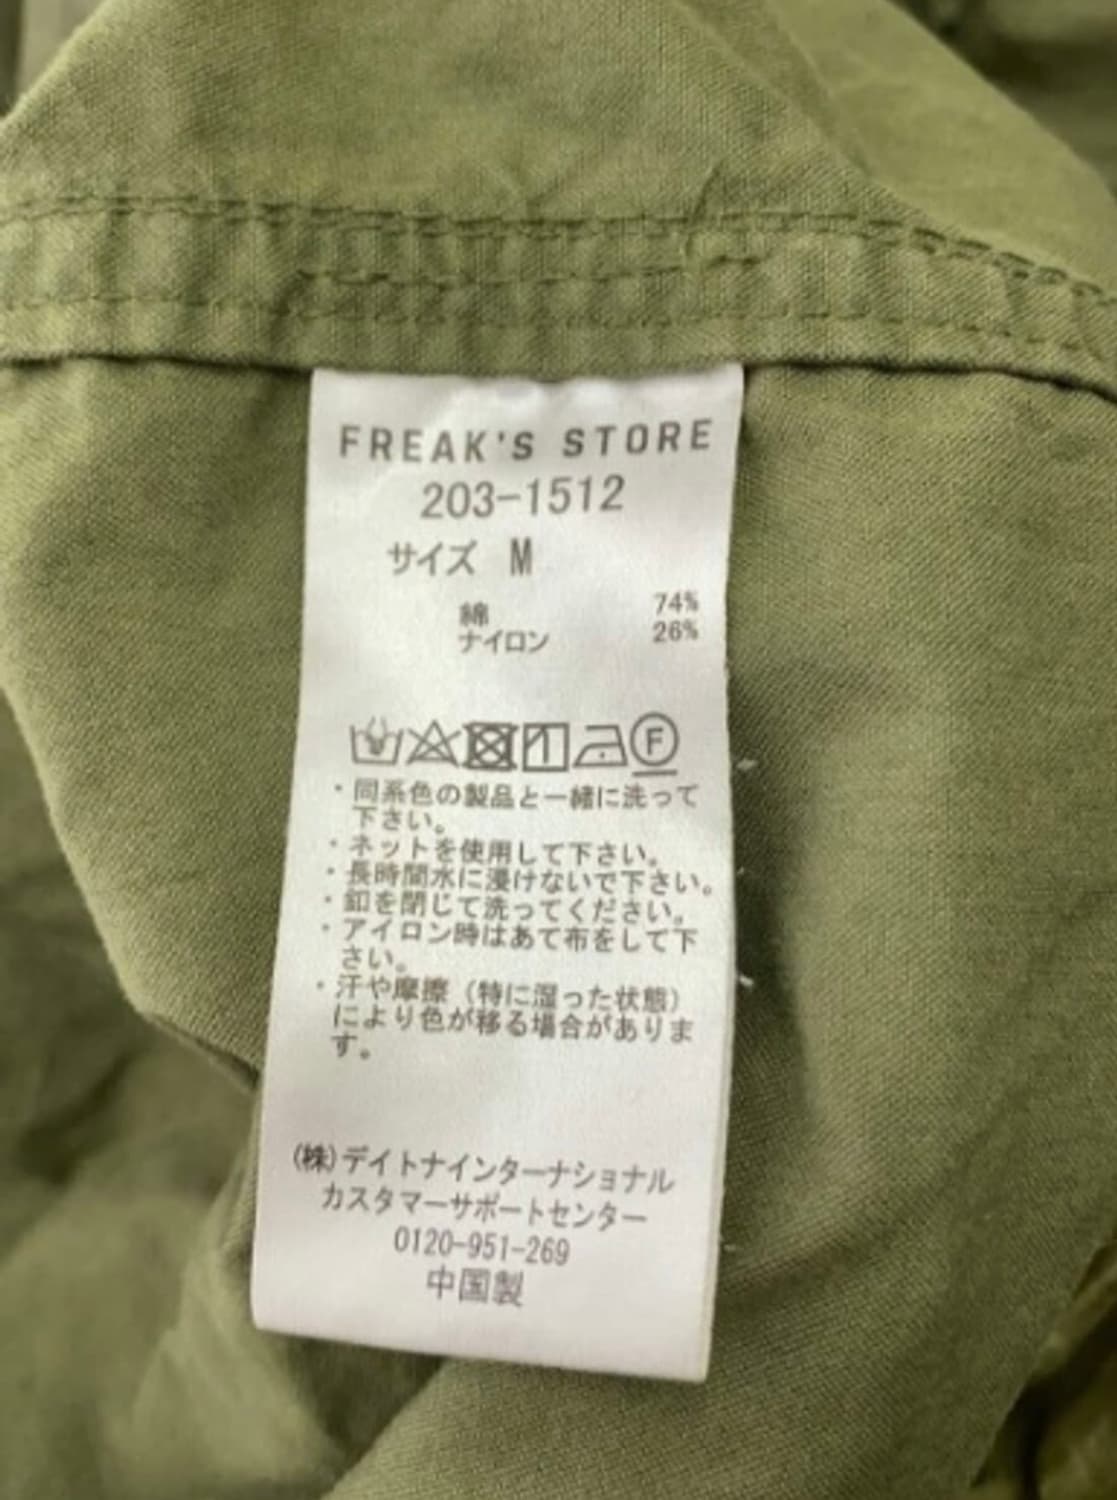 FREAK'S STORE
203-1512
サイズ M
綿 74%
ナイロン 26%
F
・同系色の製品と一緒に洗って
下さい。
・ネットを使用して下さい。
・長時間水に浸けないで下さい。
・釦を閉じて洗ってください。
・アイロン時はあて布をして下
さい。
・汗や摩擦（特に湿った状態）
により色が移る場合がありま
す。
(株)デイトナインターナショナル
カスタマーサポートセンター
0120-951-269
中国製